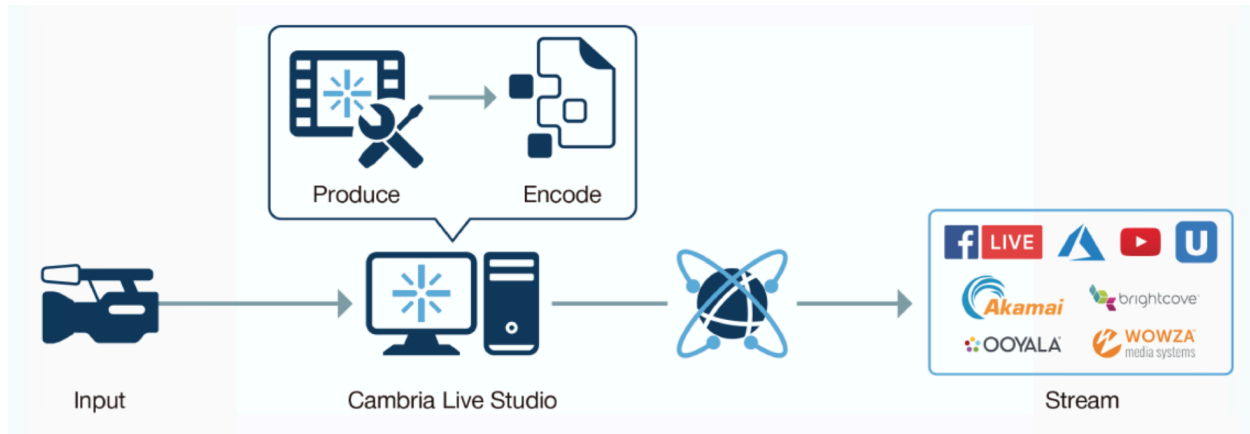 Produce
Encode
f LIVE
U
Akamai
brightcove
OOYALA
WOWZA
media systems
Input
Cambria Live Studio
Stream